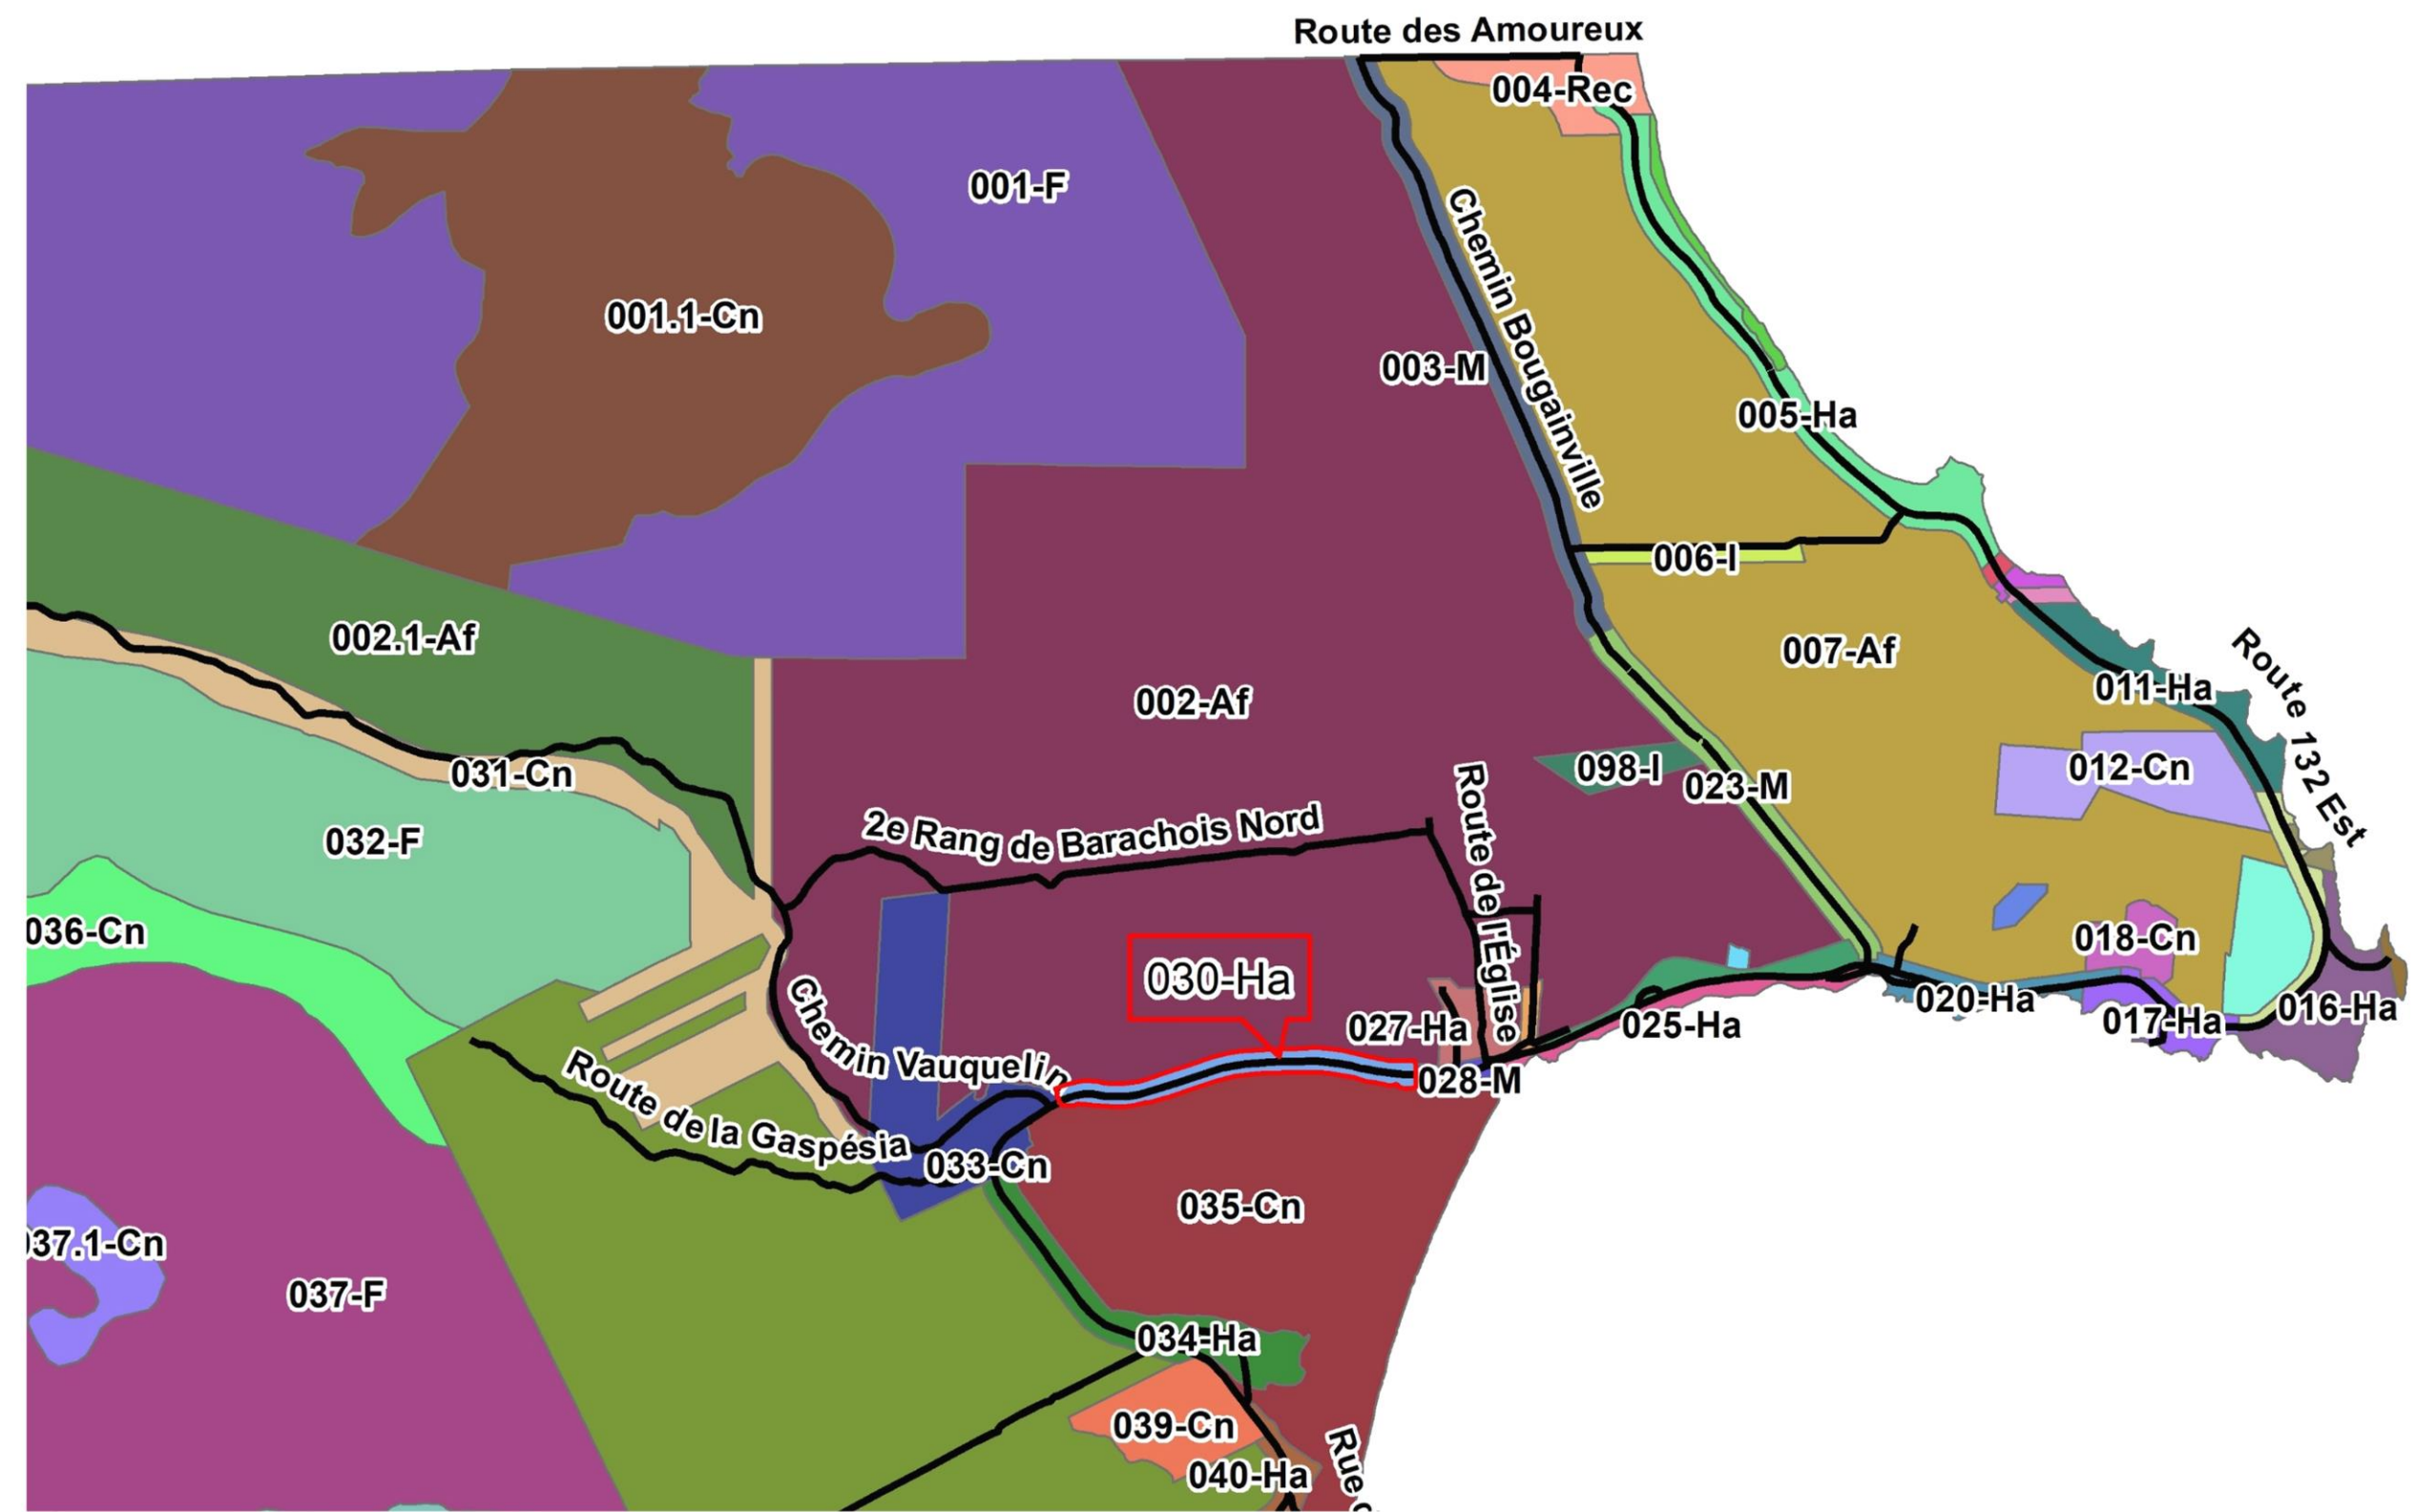 Route des Amoureux
004-Rec
001-F
Chemin Bougainville
001.1-Cn
003-M
005-Ha
006-I
002.1-Af
007-Af
002-Af
011-Ha
Route 132 Est
031-Cn
098-I
023-M
012-Cn
032-F
2e Rang de Barachois Nord
Route de l'Église
036-Cn
018-Cn
030-Ha
Chemin Vauquelin
027-Ha
025-Ha
020-Ha
017-Ha
016-Ha
028-M
Route de la Gaspésia
033-Cn
035-Cn
037.1-Cn
037-F
034-Ha
039-Cn
040-Ha
Rue